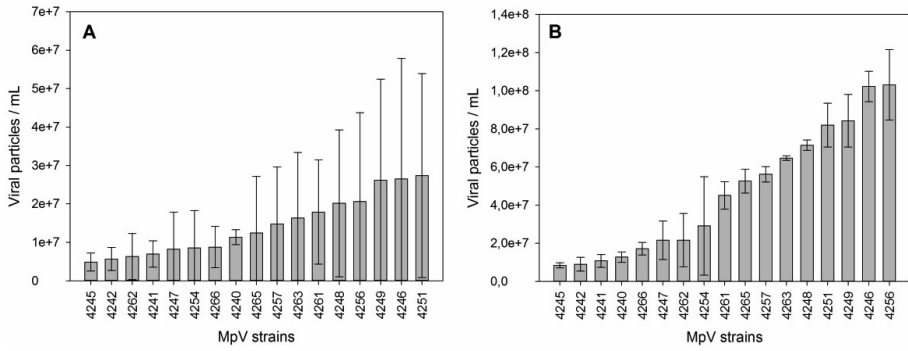 A
Viral particles / mL
7e+7
6e+7
5e+7
4e+7
3e+7
2e+7
1e+7
0
4245
4242
4262
4241
4247
4254
4266
4240
4265
4257
4263
4261
4248
4256
4249
4246
4251
MpV strains
B
Viral particles / mL
1,4e+8
1,2e+8
1,0e+8
8,0e+7
6,0e+7
4,0e+7
2,0e+7
0,0
4245
4242
4241
4240
4266
4247
4262
4254
4261
4265
4257
4263
4248
4251
4249
4246
4256
MpV strains